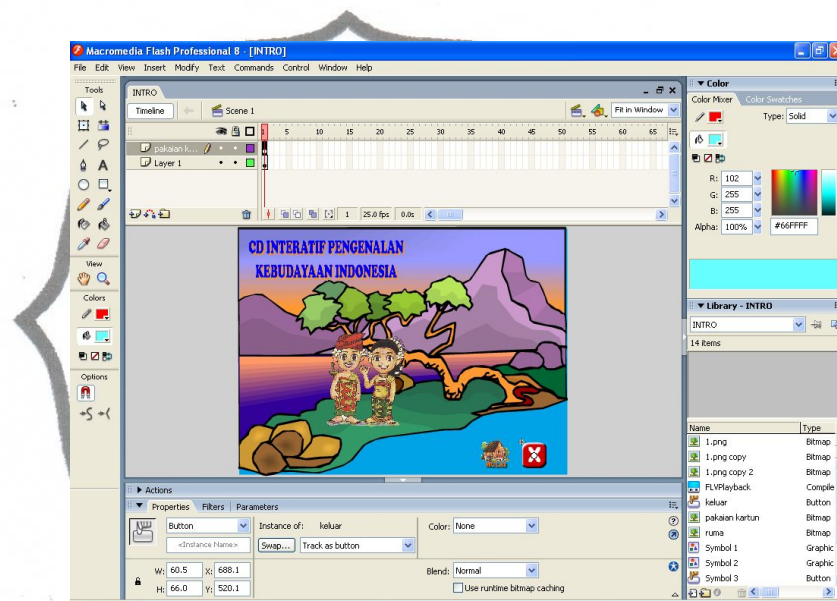 Macromedia Flash Professional 8 - [INTRO]
File Edit View Insert Modify Text Commands Control Window Help
Tools
View
Colors
Options
INTRO
Timeline
Scene 1
Fit in Window
1 5 10 15 20 25 30 35 40 45 50 55 60 65
pakaian k...
Layer 1
1 25.0 fps 0.0s
CD INTERATIF PENGENALAN
KEBUDAYAAN INDONESIA
Actions
Properties Filters Parameters
Button
Instance of: keluar
Color: None
<Instance Name>
Swap...
Track as button
W: 60.5 X: 688.1
Blend: Normal
H: 66.0 Y: 520.1
Use runtime bitmap caching
Color
Color Mixer Color Swatches
Type: Solid
R: 102
G: 255
B: 255
Alpha: 100%
#66FFFF
Library - INTRO
INTRO
14 items
Name Type
1.png Bitmap
1.png copy Bitmap
1.png copy 2 Bitmap
FLVPlayback Compile
keluar Button
pakaian kartun Bitmap
ruma Bitmap
Symbol 1 Graphic
Symbol 2 Graphic
Symbol 3 Button